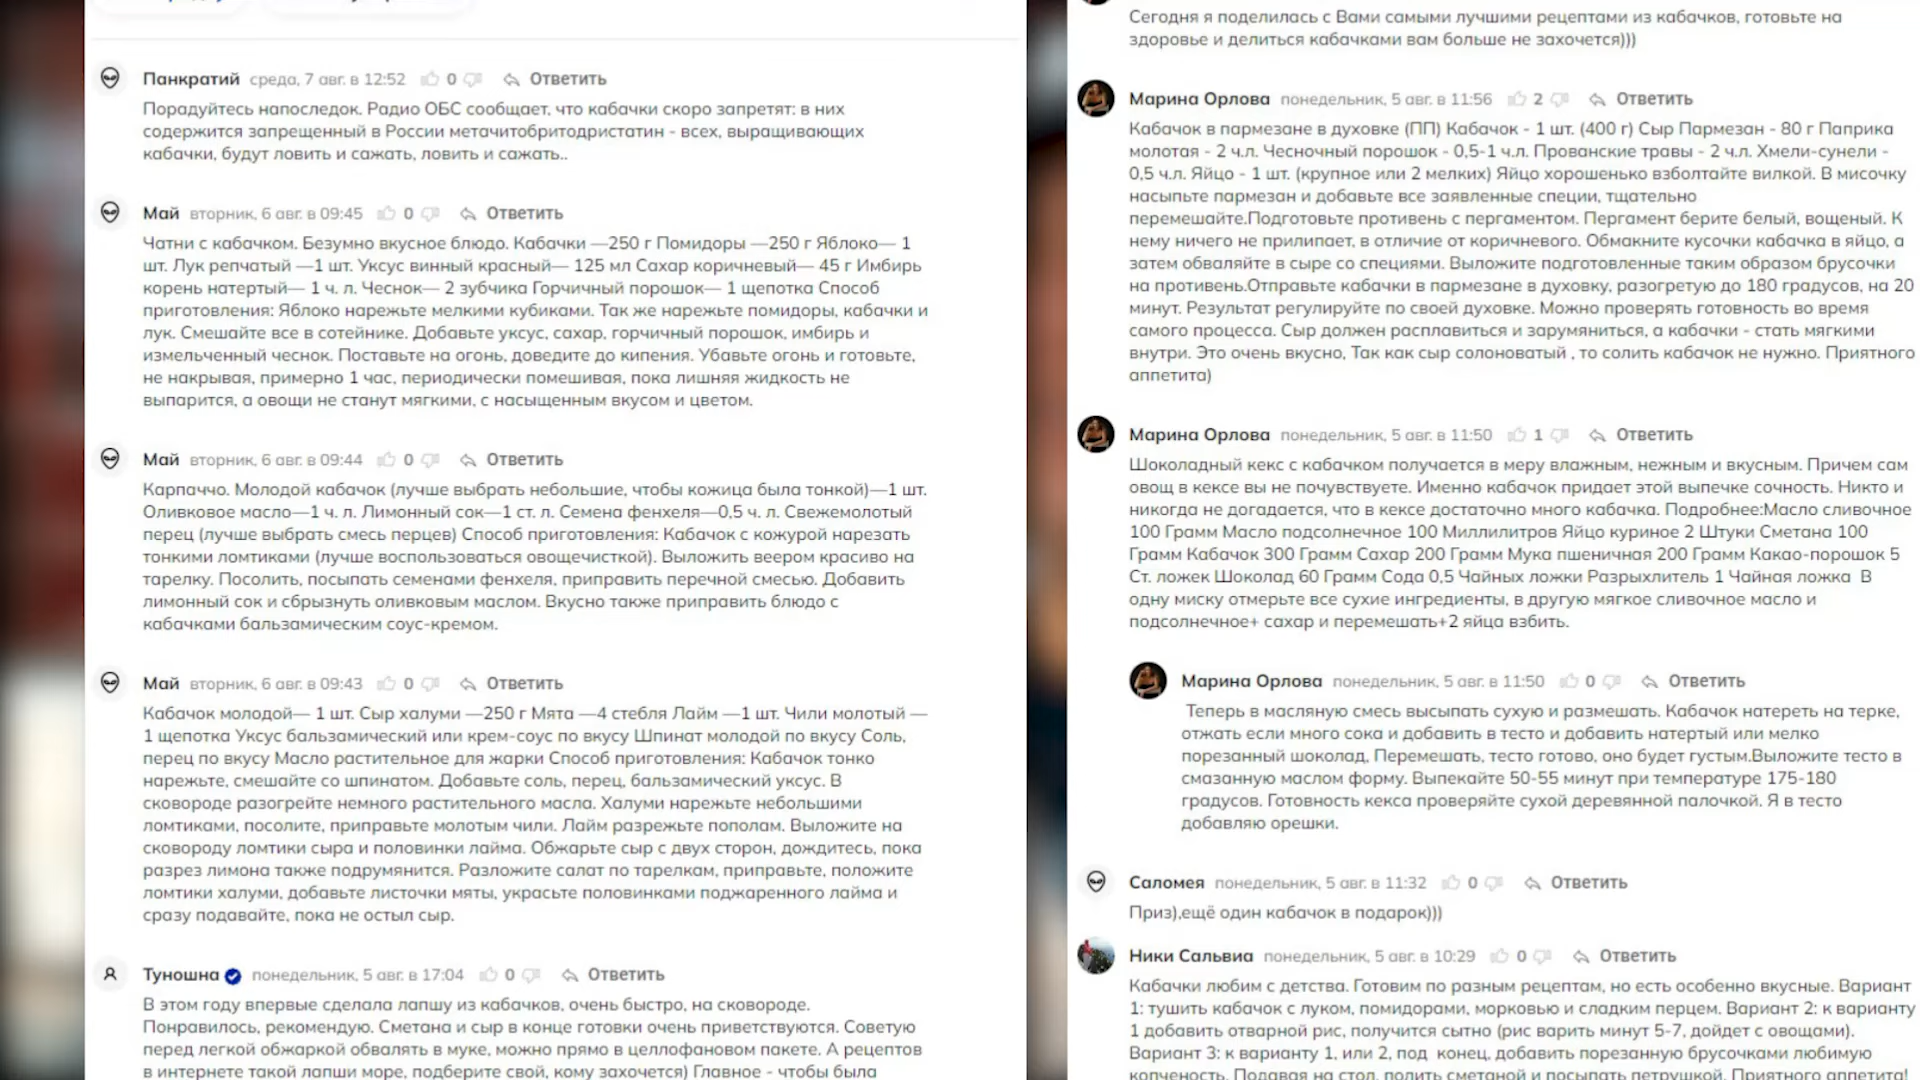 Панкратий среда, 7 авг. в 12:52 0 Ответить
Порадуйтесь напоследок. Радио ОБС сообщает, что кабачки скоро запретят: в них
содержится запрещенный в России метачитобритодристатин - всех, выращивающих
кабачки, будут ловить и сажать, ловить и сажать..
Май вторник, 6 авг. в 09:45 0 Ответить
Чатни с кабачком. Безумно вкусное блюдо. Кабачки —250 г Помидоры —250 г Яблоко— 1
шт. Лук репчатый —1 шт. Уксус винный красный— 125 мл Сахар коричневый— 45 г Имбирь
корень натертый— 1 ч. л. Чеснок— 2 зубчика Горчичный порошок— 1 щепотка Способ
приготовления: Яблоко нарежьте мелкими кубиками. Так же нарежьте помидоры, кабачки и
лук. Смешайте все в сотейнике. Добавьте уксус, сахар, горчичный порошок, имбирь и
измельченный чеснок. Поставьте на огонь, доведите до кипения. Убавьте огонь и готовьте,
не накрывая, примерно 1 час, периодически помешивая, пока лишняя жидкость не
выпарится, а овощи не станут мягкими, с насыщенным вкусом и цветом.
Май вторник, 6 авг. в 09:44 0 Ответить
Карпаччо. Молодой кабачок (лучше выбрать небольшие, чтобы кожица была тонкой)—1 шт.
Оливковое масло—1 ч. л. Лимонный сок—1 ст. л. Семена фенхеля—0,5 ч. л. Свежемолотый
перец (лучше выбрать смесь перцев) Способ приготовления: Кабачок с кожурой нарезать
тонкими ломтиками (лучше воспользоваться овощечисткой). Выложить веером красиво на
тарелку. Посолить, посыпать семенами фенхеля, приправить перечной смесью. Добавить
лимонный сок и сбрызнуть оливковым маслом. Вкусно также приправить блюдо с
кабачками бальзамическим соус-кремом.
Май вторник, 6 авг. в 09:43 0 Ответить
Кабачок молодой— 1 шт. Сыр халуми —250 г Мята —4 стебля Лайм —1 шт. Чили молотый —
1 щепотка Уксус бальзамический или крем-соус по вкусу Шпинат молодой по вкусу Соль,
перец по вкусу Масло растительное для жарки Способ приготовления: Кабачок тонко
нарежьте, смешайте со шпинатом. Добавьте соль, перец, бальзамический уксус. В
сковороде разогрейте немного растительного масла. Халуми нарежьте небольшими
ломтиками, посолите, приправьте молотым чили. Лайм разрежьте пополам. Выложите на
сковороду ломтики сыра и половинки лайма. Обжарьте сыр с двух сторон, дождитесь, пока
разрез лимона также подрумянится. Разложите салат по тарелкам, приправьте, положите
ломтики халуми, добавьте листочки мяты, украсьте половинками поджаренного лайма и
сразу подавайте, пока не остыл сыр.
Туношна понедельник, 5 авг. в 17:04 0 Ответить
В этом году впервые сделала лапшу из кабачков, очень быстро, на сковороде.
Понравилось, рекомендую. Сметана и сыр в конце готовки очень приветствуются. Советую
перед легкой обжаркой обвалять в муке, можно прямо в целлофановом пакете. А рецептов
в интернете такой лапши море, подберите свой, кому захочется) Главное - чтобы была
Сегодня я поделилась с Вами самыми лучшими рецептами из кабачков, готовьте на
здоровье и делиться кабачками вам больше не захочется)))
Марина Орлова понедельник, 5 авг. в 11:56 2 Ответить
Кабачок в пармезане в духовке (ПП) Кабачок - 1 шт. (400 г) Сыр Пармезан - 80 г Паприка
молотая - 2 ч.л. Чесночный порошок - 0,5-1 ч.л. Прованские травы - 2 ч.л. Хмели-сунели -
0,5 ч.л. Яйцо - 1 шт. (крупное или 2 мелких) Яйцо хорошенько взболтайте вилкой. В мисочку
насыпьте пармезан и добавьте все заявленные специи, тщательно
перемешайте.Подготовьте противень с пергаментом. Пергамент берите белый, вощеный. К
нему ничего не прилипает, в отличие от коричневого. Обмакните кусочки кабачка в яйцо, а
затем обваляйте в сыре со специями. Выложите подготовленные таким образом брусочки
на противень.Отправьте кабачки в пармезане в духовку, разогретую до 180 градусов, на 20
минут. Результат регулируйте по своей духовке. Можно проверять готовность во время
самого процесса. Сыр должен расплавиться и зарумяниться, а кабачки - стать мягкими
внутри. Это очень вкусно, Так как сыр солоноватый , то солить кабачок не нужно. Приятного
аппетита)
Марина Орлова понедельник, 5 авг. в 11:50 1 Ответить
Шоколадный кекс с кабачком получается в меру влажным, нежным и вкусным. Причем сам
овощ в кексе вы не почувствуете. Именно кабачок придает этой выпечке сочность. Никто и
никогда не догадается, что в кексе достаточно много кабачка. Подробнее:Масло сливочное
100 Грамм Масло подсолнечное 100 Миллилитров Яйцо куриное 2 Штуки Сметана 100
Грамм Кабачок 300 Грамм Сахар 200 Грамм Мука пшеничная 200 Грамм Какао-порошок 5
Ст. ложек Шоколад 60 Грамм Сода 0,5 Чайных ложки Разрыхлитель 1 Чайная ложка В
одну миску отмерьте все сухие ингредиенты, в другую мягкое сливочное масло и
подсолнечное+ сахар и перемешать+2 яйца взбить.
Марина Орлова понедельник, 5 авг. в 11:50 0 Ответить
Теперь в масляную смесь высыпать сухую и размешать. Кабачок натереть на терке,
отжать если много сока и добавить в тесто и добавить натертый или мелко
порезанный шоколад, Перемешать, тесто готово, оно будет густым.Выложите тесто в
смазанную маслом форму. Выпекайте 50-55 минут при температуре 175-180
градусов. Готовность кекса проверяйте сухой деревянной палочкой. Я в тесто
добавляю орешки.
Саломея понедельник, 5 авг. в 11:32 0 Ответить
Приз),ещё один кабачок в подарок)))
Ники Сальвиа понедельник, 5 авг. в 10:29 0 Ответить
Кабачки любим с детства. Готовим по разным рецептам, но есть особенно вкусные. Вариант
1: тушить кабачок с луком, помидорами, морковью и сладким перцем. Вариант 2: к варианту
1 добавить отварной рис, получится сытно (рис варить минут 5-7, дойдет с овощами).
Вариант 3: к варианту 1, или 2, под конец, добавить порезанную брусочками любимую
копченость. Подавая на стол, полить сметаной и посыпать петрушкой. Приятного аппетита!